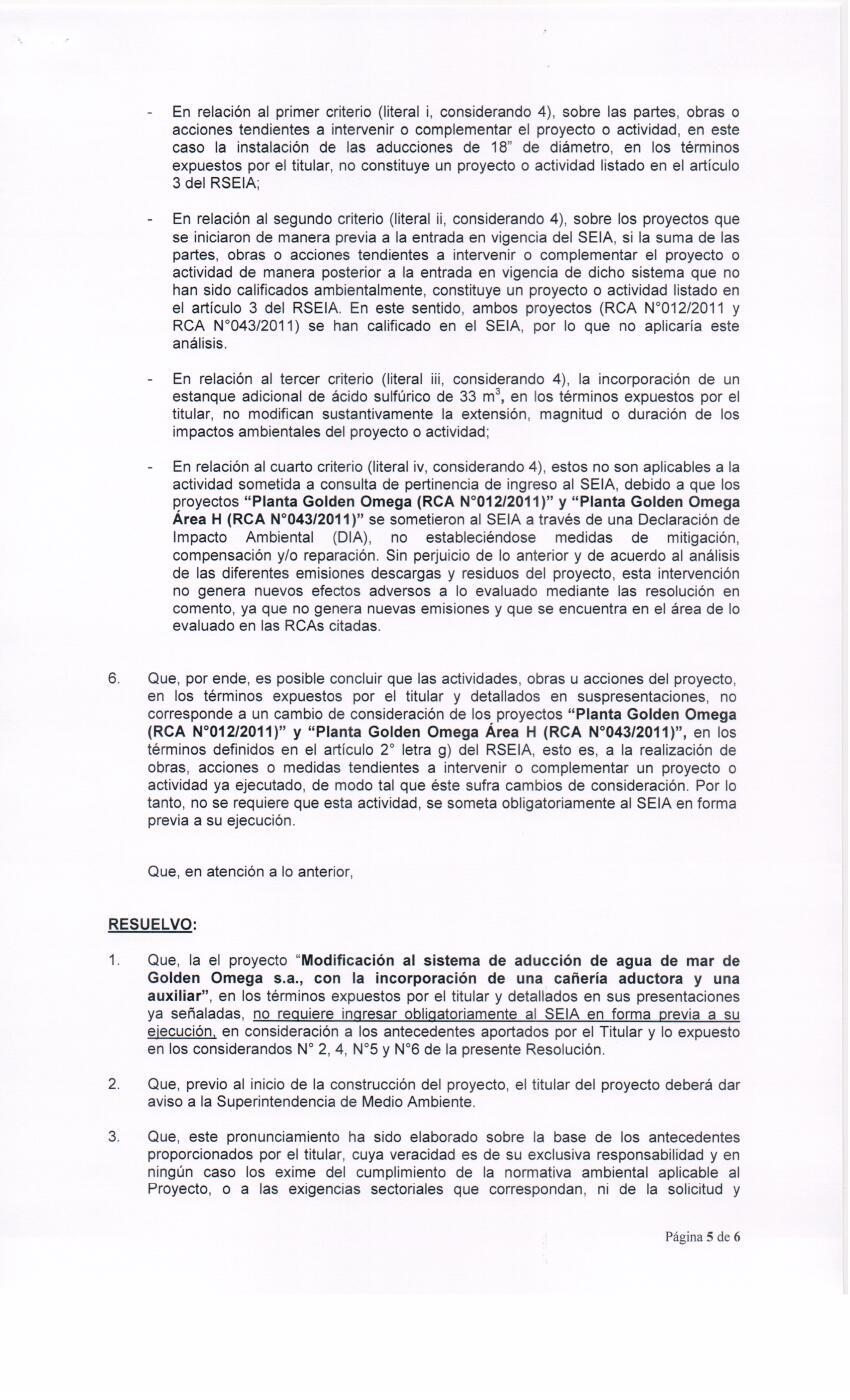 - En relación al primer criterio (literal i, considerando 4), sobre las partes, obras o
acciones tendientes a intervenir o complementar el proyecto o actividad, en este
caso la instalación de las aducciones de 18” de diámetro, en los términos
expuestos por el titular, no constituye un proyecto o actividad listado en el artículo
3 del RSEIA;
- En relación al segundo criterio (literal ii, considerando 4), sobre los proyectos que
se iniciaron de manera previa a la entrada en vigencia del SEIA, si la suma de las
partes, obras o acciones tendientes a intervenir o complementar el proyecto o
actividad de manera posterior a la entrada en vigencia de dicho sistema que no
han sido calificados ambientalmente, constituye un proyecto o actividad listado en
el artículo 3 del RSEIA. En este sentido, ambos proyectos (RCA N°012/2011 y
RCA N°043/2011) se han calificado en el SEIA, por lo que no aplicaría este
análisis.
- En relación al tercer criterio (literal iii, considerando 4), la incorporación de un
estanque adicional de ácido sulfúrico de 33 m³, en los términos expuestos por el
titular, no modifican sustantivamente la extensión, magnitud o duración de los
impactos ambientales del proyecto o actividad;
- En relación al cuarto criterio (literal iv, considerando 4), estos no son aplicables a la
actividad sometida a consulta de pertinencia de ingreso al SEIA, debido a que los
proyectos “Planta Golden Omega (RCA N°012/2011)” y “Planta Golden Omega
Área H (RCA N°043/2011)” se sometieron al SEIA a través de una Declaración de
Impacto Ambiental (DIA), no estableciéndose medidas de mitigación,
compensación y/o reparación. Sin perjuicio de lo anterior y de acuerdo al análisis
de las diferentes emisiones descargas y residuos del proyecto, esta intervención
no genera nuevos efectos adversos a lo evaluado mediante las resolución en
comento, ya que no genera nuevas emisiones y que se encuentra en el área de lo
evaluado en las RCAs citadas.
6. Que, por ende, es posible concluir que las actividades, obras u acciones del proyecto,
en los términos expuestos por el titular y detallados en suspresentaciones, no
corresponde a un cambio de consideración de los proyectos “Planta Golden Omega
(RCA N°012/2011)” y “Planta Golden Omega Área H (RCA N°043/2011)”, en los
términos definidos en el artículo 2° letra g) del RSEIA, esto es, a la realización de
obras, acciones o medidas tendientes a intervenir o complementar un proyecto o
actividad ya ejecutado, de modo tal que éste sufra cambios de consideración. Por lo
tanto, no se requiere que esta actividad, se someta obligatoriamente al SEIA en forma
previa a su ejecución.
Que, en atención a lo anterior,
RESUELVO:
1. Que, la el proyecto “Modificación al sistema de aducción de agua de mar de
Golden Omega s.a., con la incorporación de una cañería aductora y una
auxiliar”, en los términos expuestos por el titular y detallados en sus presentaciones
ya señaladas, no requiere ingresar obligatoriamente al SEIA en forma previa a su
ejecución, en consideración a los antecedentes aportados por el Titular y lo expuesto
en los considerandos N° 2, 4, N°5 y N°6 de la presente Resolución.
2. Que, previo al inicio de la construcción del proyecto, el titular del proyecto deberá dar
aviso a la Superintendencia de Medio Ambiente.
3. Que, este pronunciamiento ha sido elaborado sobre la base de los antecedentes
proporcionados por el titular, cuya veracidad es de su exclusiva responsabilidad y en
ningún caso los exime del cumplimiento de la normativa ambiental aplicable al
Proyecto, o a las exigencias sectoriales que correspondan, ni de la solicitud y
Página 5 de 6